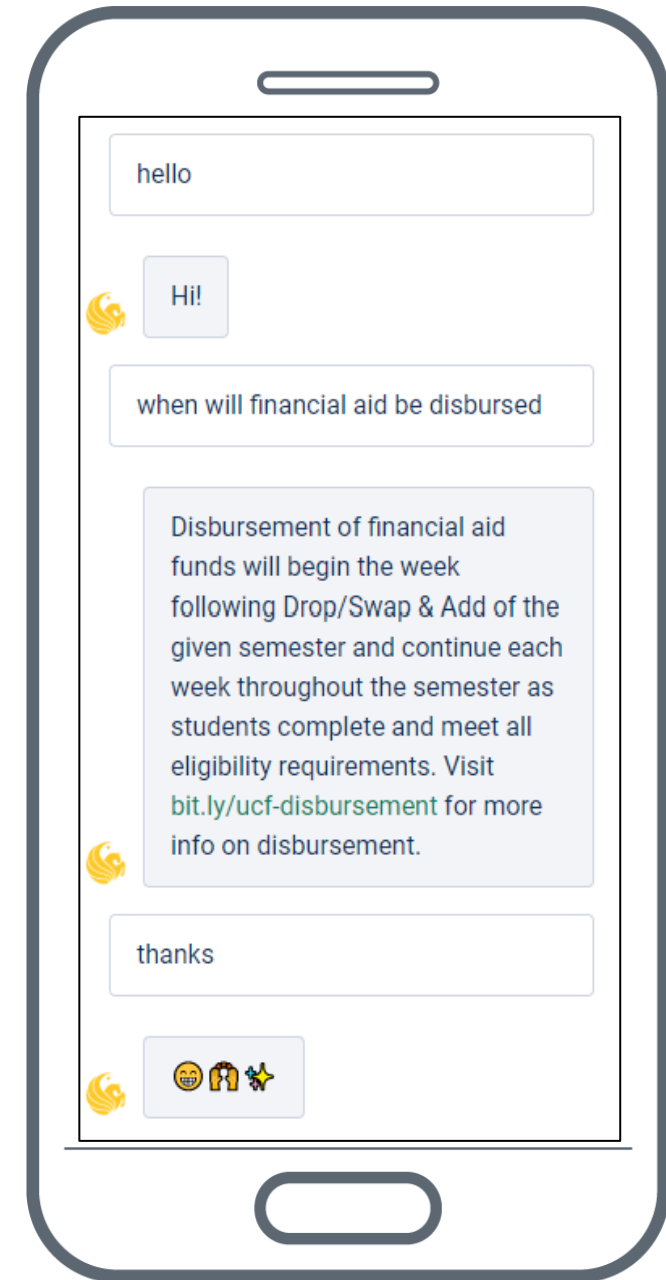 hello
Hi!
when will financial aid be disbursed
Disbursement of financial aid
funds will begin the week
following Drop/Swap & Add of the
given semester and continue each
week throughout the semester as
students complete and meet all
eligibility requirements. Visit
bit.ly/ucf-disbursement for more
info on disbursement.
thanks
😁🙌✨